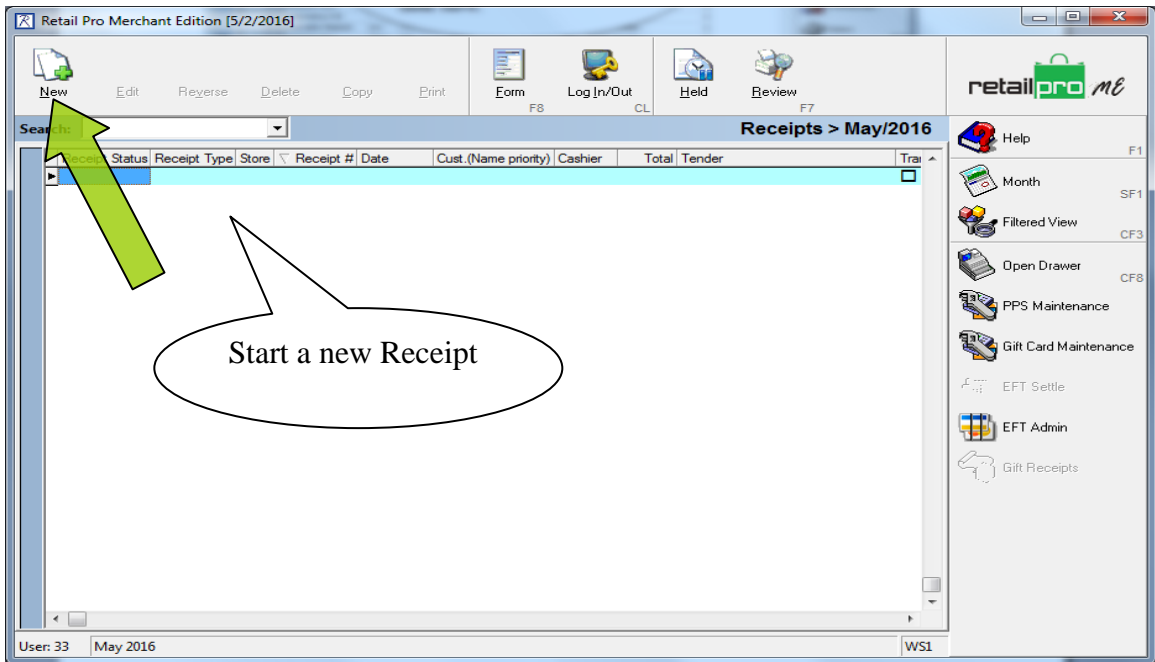 Retail Pro Merchant Edition [5/2/2016]
New Edit Reverse Delete Copy Print Form F8 Log In/Out CL Held Review F7
retail pro ME
Search: Receipts > May/2016
Receipt Status Receipt Type Store Receipt # Date Cust.(Name priority) Cashier Total Tender Tra
Start a new Receipt
Help F1
Month SF1
Filtered View CF3
Open Drawer CF8
PPS Maintenance
Gift Card Maintenance
EFT Settle
EFT Admin
Gift Receipts
User: 33 May 2016 WS1